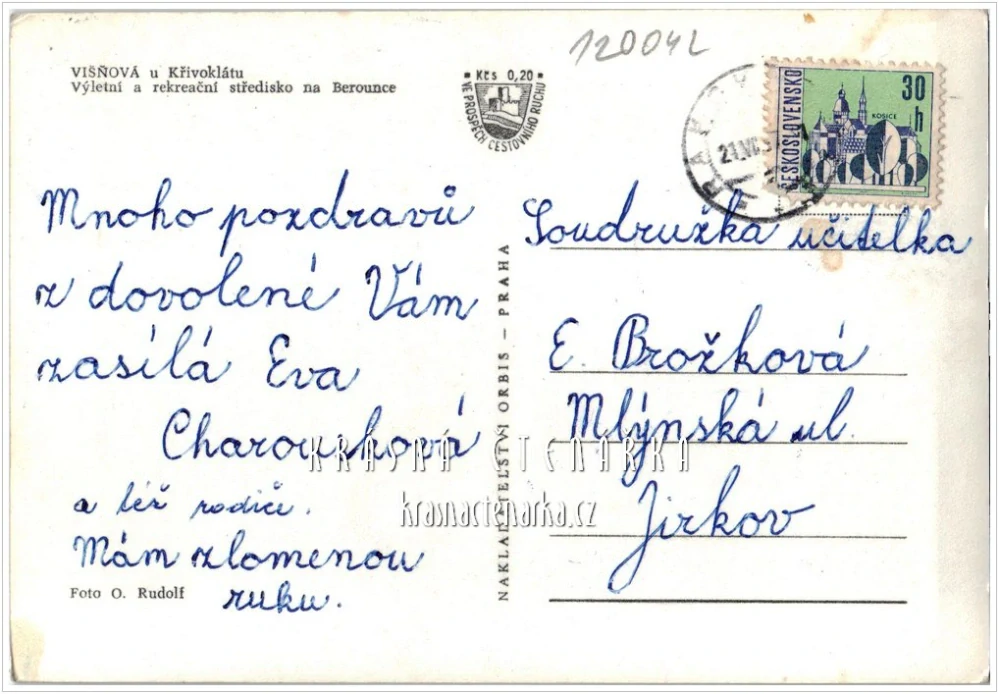 12004L
VIŠŇOVÁ u Křivoklátu
Výletní a rekreační středisko na Berounce
Kčs 0,20
VE PROSPĚCH CESTOVNÍHO RUCHU
ČESKOSLOVENSKO
30 h
KOŠICE
Mnoho pozdravů
z dovolené Vám
zasílá Eva
Charousková
a též rodiče.
Mám zlomenou
ruku.
Foto O. Rudolf
NAKLADATELSTVÍ ORBIS – PRAHA
Soudružka učitelka
E. Brožková
Mlýnská ul.
Jirkov
KRÁSNÁ ČTENÁŘKA
krasnactenarka.cz